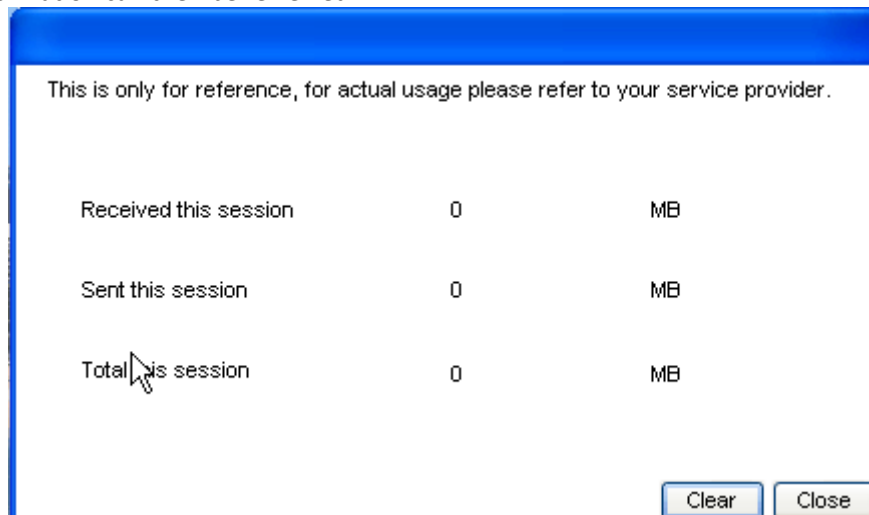 This is only for reference, for actual usage please refer to your service provider.
Received this session 0 MB
Sent this session 0 MB
Total session 0 MB
Clear Close